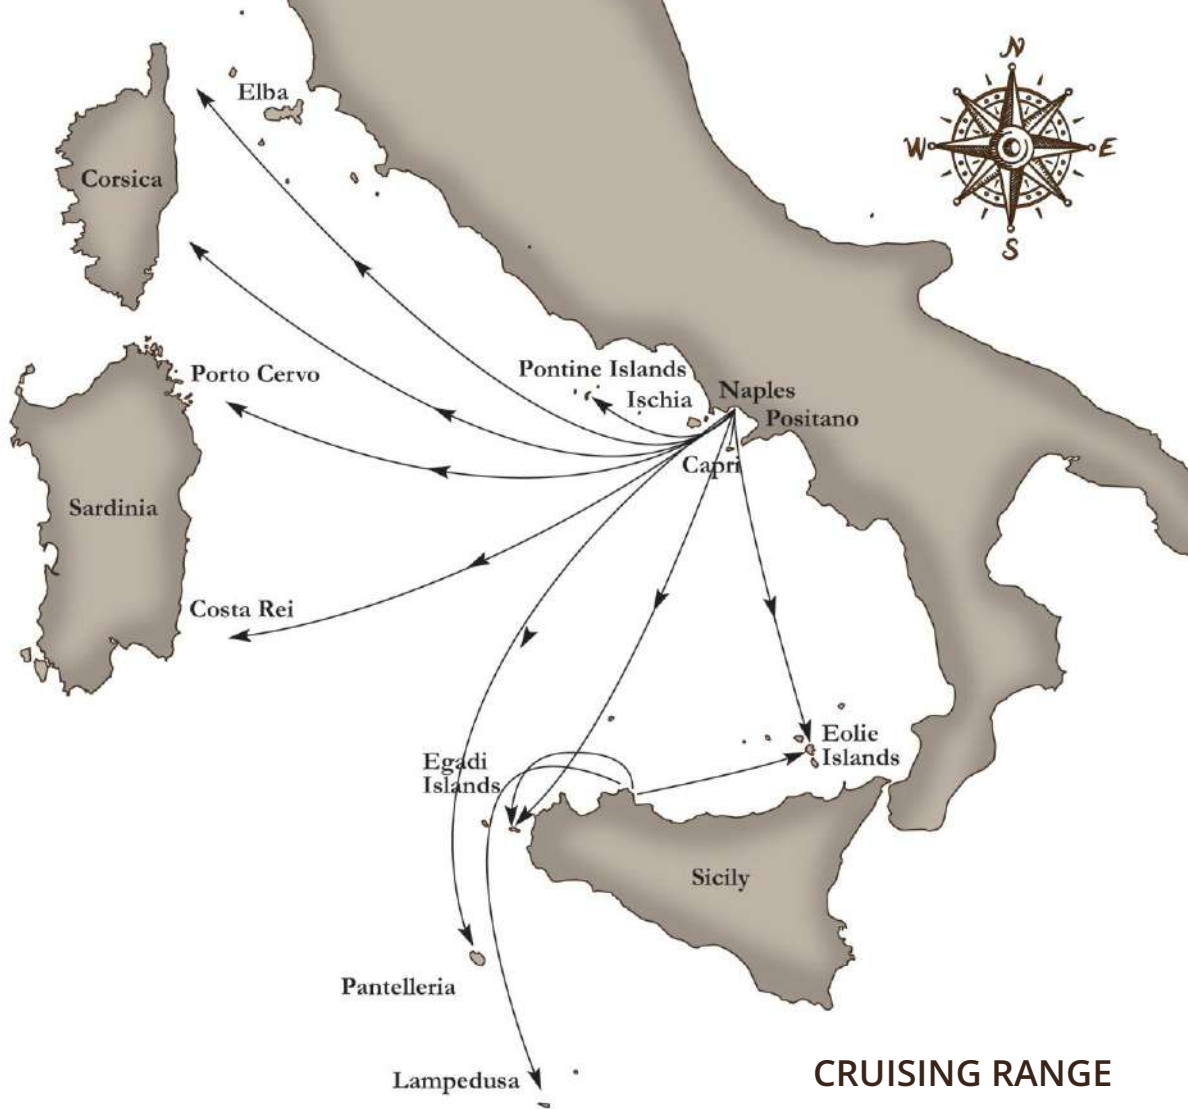 N
Elba
W
E
Corsica
S
Pontine Islands
Porto Cervo
Ischia
Naples
Positano
Capri
Sardinia
Costa Rei
Eolie
Islands
Egadi
Islands
Sicily
Pantelleria
Lampedusa
CRUISING RANGE